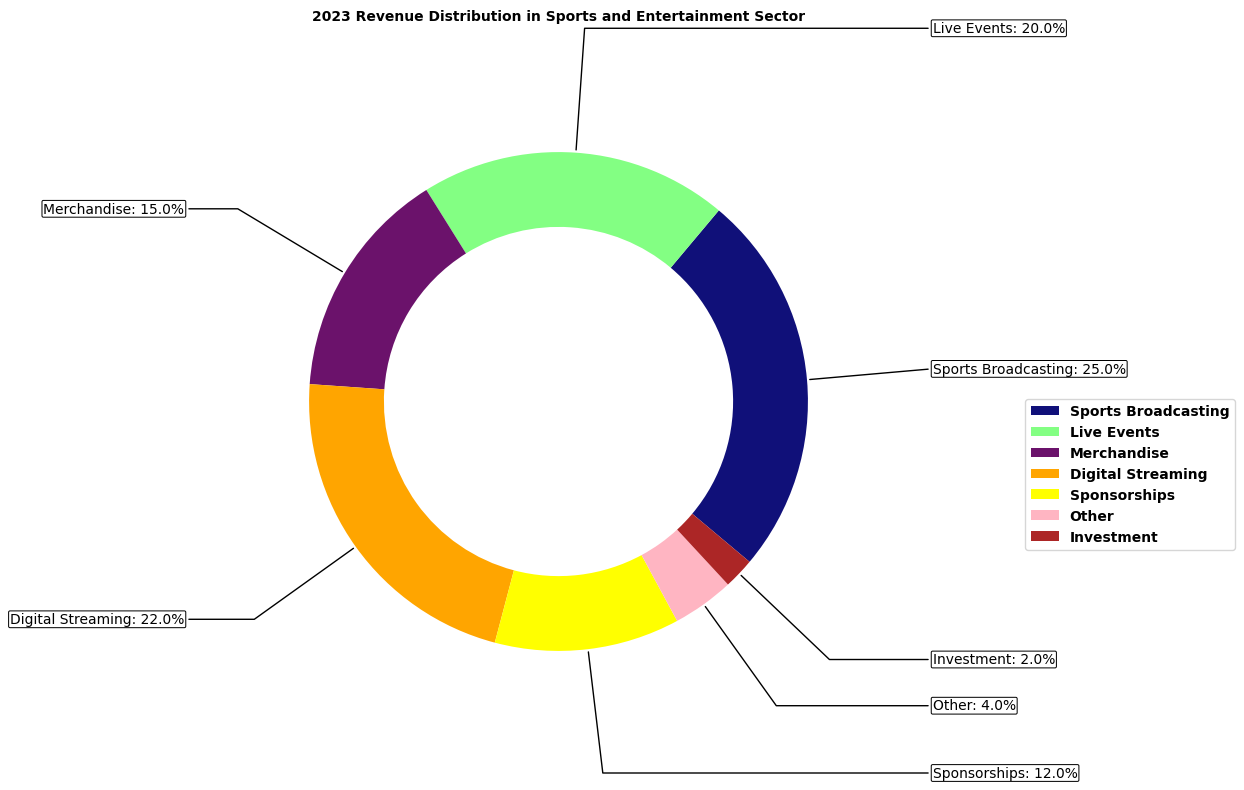 2023 Revenue Distribution in Sports and Entertainment Sector
Live Events: 20.0%
Merchandise: 15.0%
Sports Broadcasting: 25.0%
Sports Broadcasting
Live Events
Merchandise
Digital Streaming
Sponsorships
Other
Investment
Digital Streaming: 22.0%
Investment: 2.0%
Other: 4.0%
Sponsorships: 12.0%